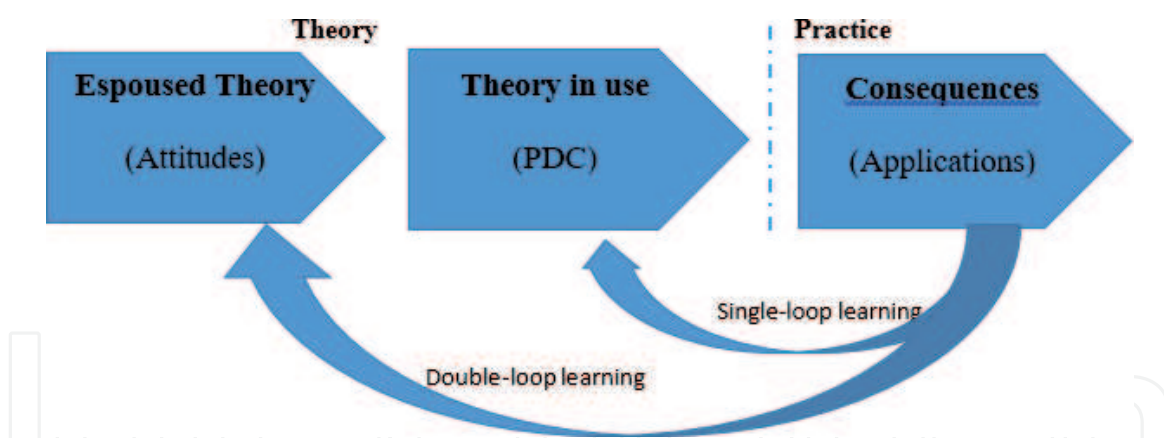 Theory
Practice
Espoused Theory
(Attitudes)
Theory in use
(PDC)
Consequences
(Applications)
Single-loop learning
Double-loop learning